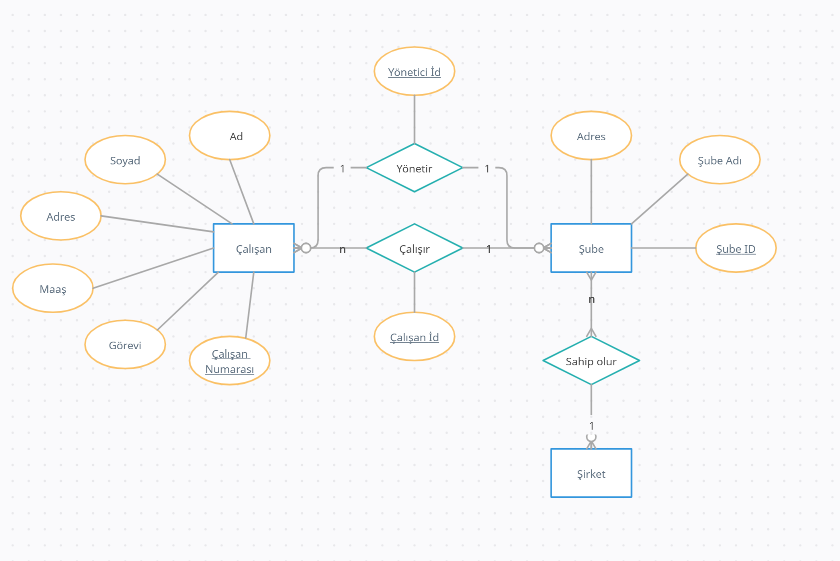 Yönetici İd
Ad
Adres
Soyad
Şube Adı
1
Yönetir
1
Adres
Çalışan
n
Çalışır
1
Şube
Şube ID
Maaş
n
Çalışan İd
Görevi
Çalışan
Numarası
Sahip olur
1
Şirket